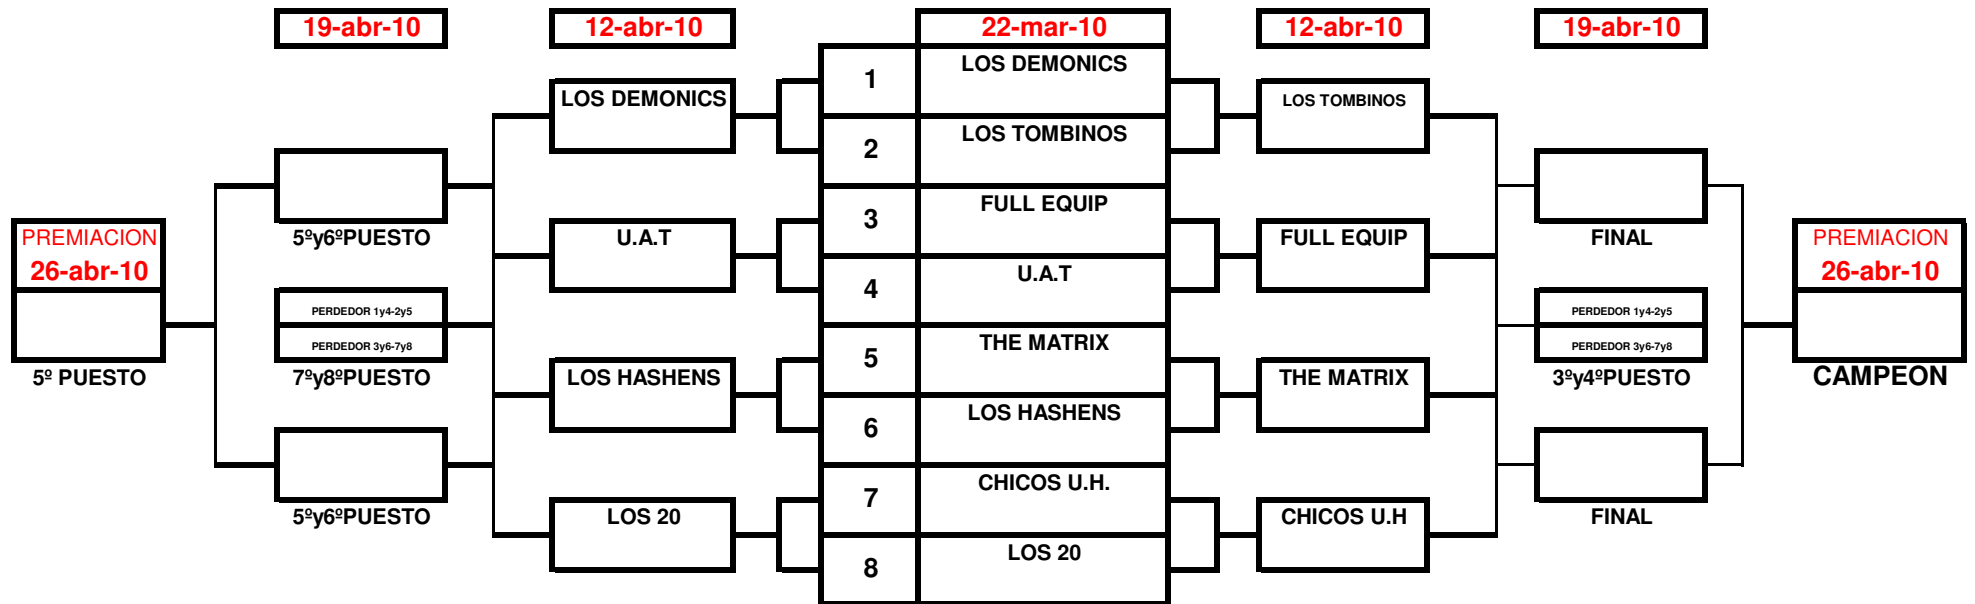 19-abr-10
12-abr-10
22-mar-10
12-abr-10
19-abr-10
1
LOS DEMONICS
LOS DEMONICS
LOS TOMBINOS
2
LOS TOMBINOS
3
FULL EQUIP
PREMIACION
5ºy6ºPUESTO
U.A.T
FULL EQUIP
FINAL
PREMIACION
26-abr-10
4
U.A.T
26-abr-10
PERDEDOR 1y4-2y5
PERDEDOR 1y4-2y5
PERDEDOR 3y6-7y8
5
THE MATRIX
PERDEDOR 3y6-7y8
5º PUESTO
7ºy8ºPUESTO
LOS HASHENS
THE MATRIX
3ºy4ºPUESTO
CAMPEON
6
LOS HASHENS
7
CHICOS U.H.
5ºy6ºPUESTO
LOS 20
CHICOS U.H
FINAL
8
LOS 20